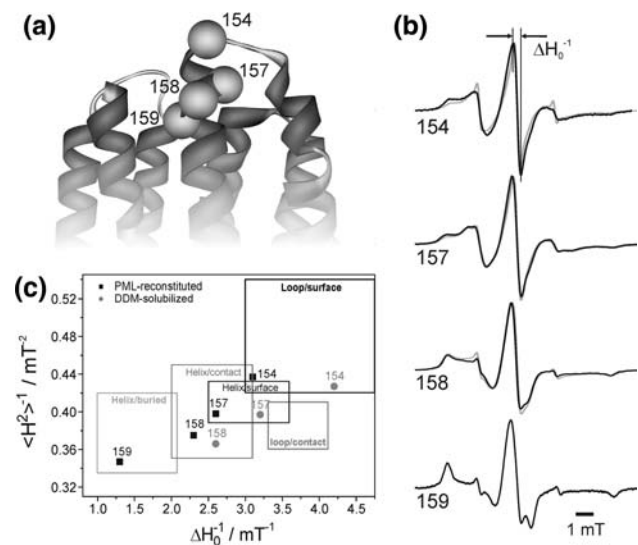 (a)
154
157
158
159
(b)
ΔH₀⁻¹
154
157
158
159
1 mT
(c)
PML-reconstituted
DDM-solubilized
Loop/surface
Helix/contact
Helix/surface
Helix/buried
loop/contact
154
154
157
157
158
158
159
0.52
0.48
0.44
0.40
0.36
0.32
<H²>⁻¹ / mT⁻²
1.0 1.5 2.0 2.5 3.0 3.5 4.0 4.5
ΔH₀⁻¹ / mT⁻¹